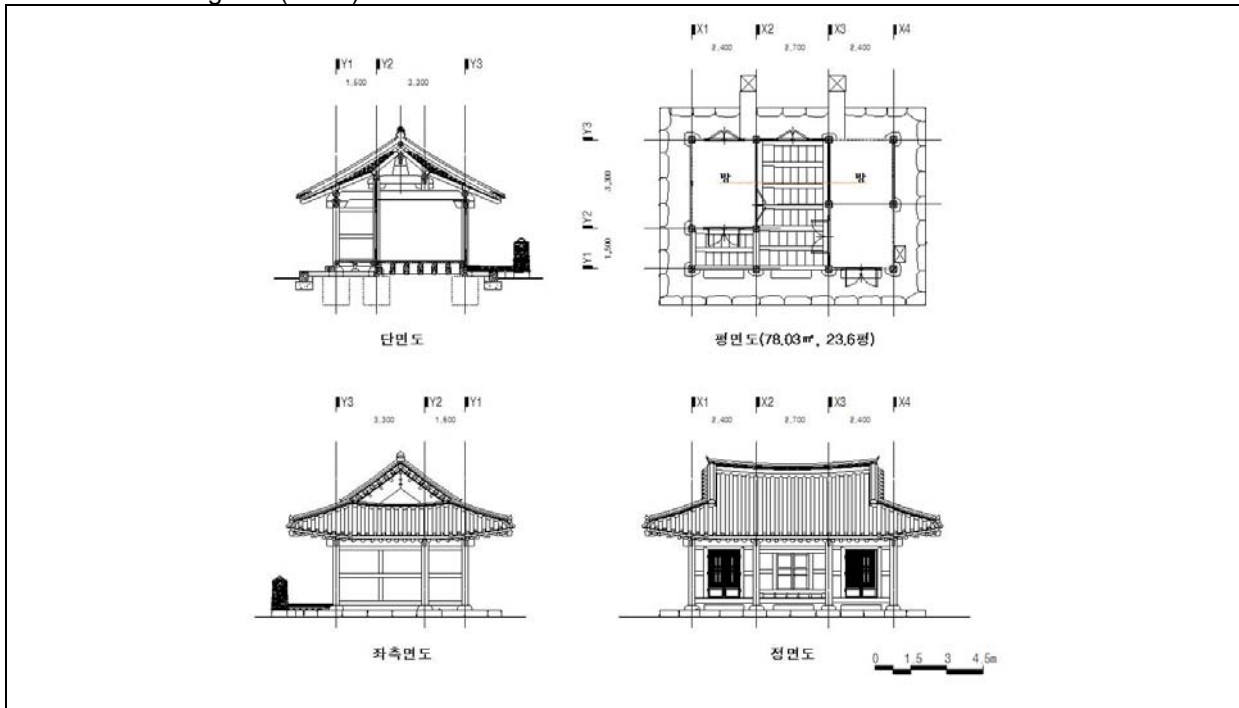 X1 X2 X3 X4
2,400 2,700 2,400
Y1 Y2 Y3
1,500 3,300
Y3
3,300
Y2
1,500
Y1
방 방
단면도
평면도(78.03㎡, 23.6평)
Y3 Y2 Y1
3,300 1,500
X1 X2 X3 X4
2,400 2,700 2,400
좌측면도
정면도
0 1.5 3 4.5m